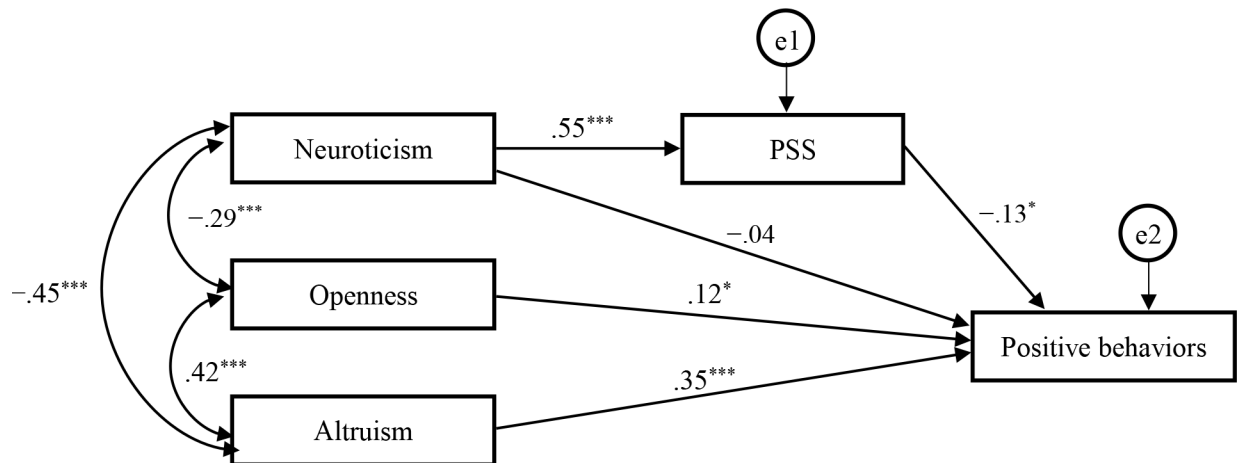 e1
.55***
Neuroticism
PSS
−.29***
−.04
−.13*
e2
−.45***
Openness
.12*
Positive behaviors
.42***
.35***
Altruism